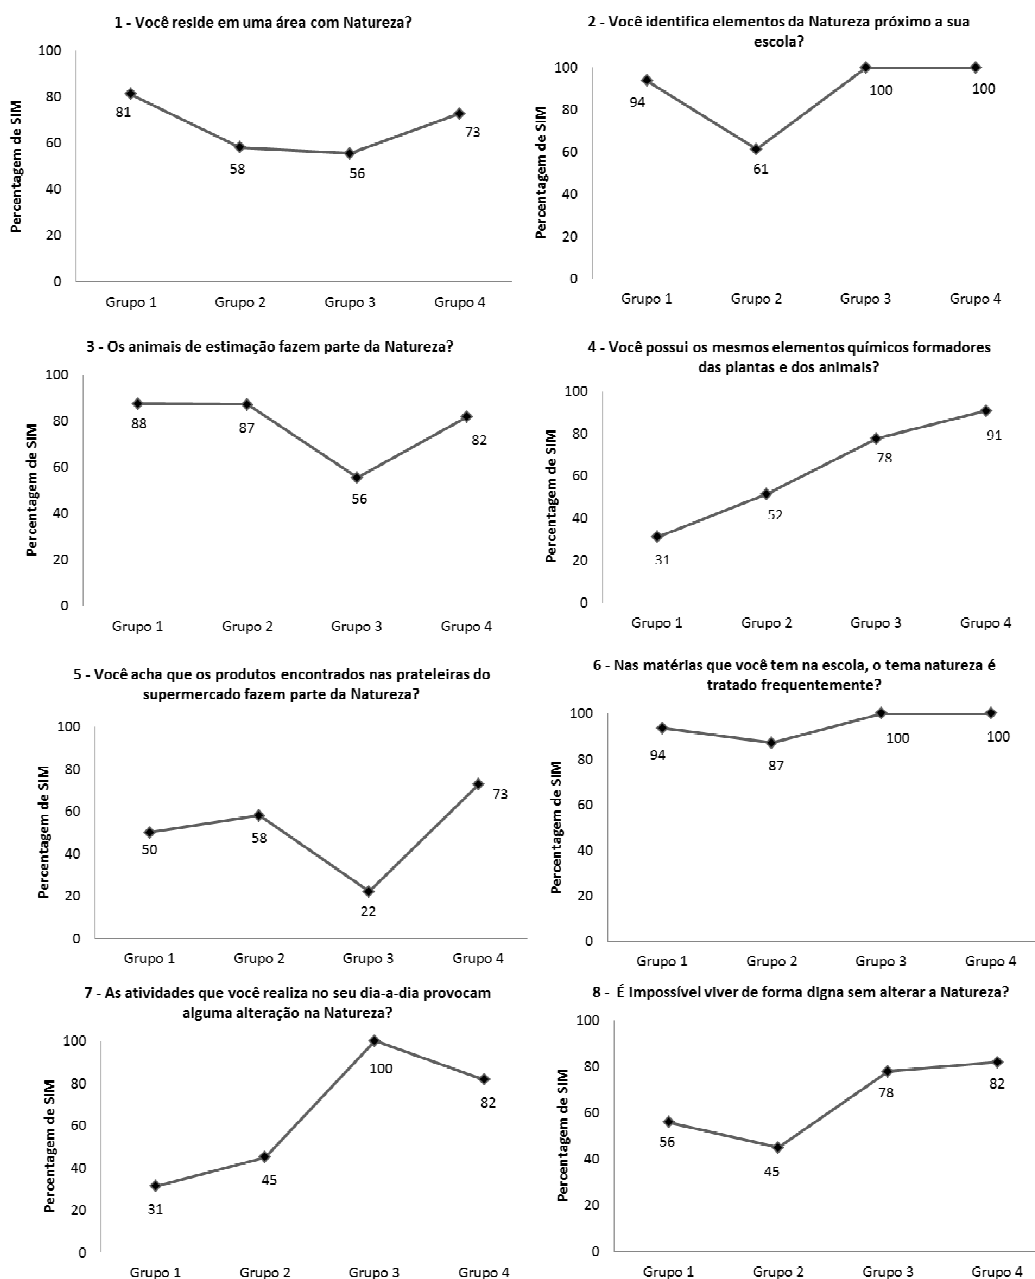 1 - Você reside em uma área com Natureza?
Percentagem de SIM
100
80
60
40
20
0
81
58
56
73
Grupo 1 Grupo 2 Grupo 3 Grupo 4
2 - Você identifica elementos da Natureza próximo a sua
escola?
Percentagem de SIM
100
80
60
40
20
0
94
61
100
100
Grupo 1 Grupo 2 Grupo 3 Grupo 4
3 - Os animais de estimação fazem parte da Natureza?
Percentagem de SIM
100
80
60
40
20
0
88
87
56
82
Grupo 1 Grupo 2 Grupo 3 Grupo 4
4 - Você possui os mesmos elementos químicos formadores
das plantas e dos animais?
Percentagem de SIM
100
80
60
40
20
0
31
52
78
91
Grupo 1 Grupo 2 Grupo 3 Grupo 4
5 - Você acha que os produtos encontrados nas prateleiras do
supermercado fazem parte da Natureza?
Percentagem de SIM
100
80
60
40
20
0
50
58
22
73
Grupo 1 Grupo 2 Grupo 3 Grupo 4
6 - Nas matérias que você tem na escola, o tema natureza é
tratado frequentemente?
Percentagem de SIM
100
80
60
40
20
0
94
87
100
100
Grupo 1 Grupo 2 Grupo 3 Grupo 4
7 - As atividades que você realiza no seu dia-a-dia provocam
alguma alteração na Natureza?
Percentagem de SIM
100
80
60
40
20
0
31
45
100
82
Grupo 1 Grupo 2 Grupo 3 Grupo 4
8 - É Impossível viver de forma digna sem alterar a Natureza?
Percentagem de SIM
100
80
60
40
20
0
56
45
78
82
Grupo 1 Grupo 2 Grupo 3 Grupo 4